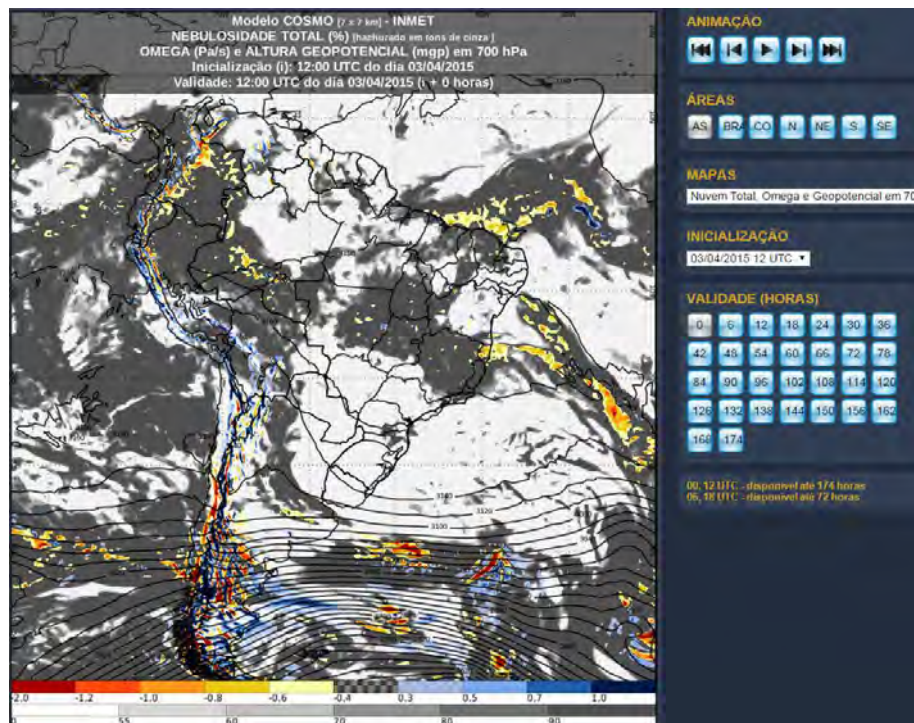 Modelo COSMO [7 x 7 km] - INMET
NEBULOSIDADE TOTAL (%) [hachurado em tons de cinza]
OMEGA (Pa/s) e ALTURA GEOPOTENCIAL (mgp) em 700 hPa
Inicialização (i): 12:00 UTC do dia 03/04/2015
Validade: 12:00 UTC do dia 03/04/2015 (i + 0 horas)
3140
3120
3100
-2.0 -1.2 -1.0 -0.8 -0.6 -0.4 0.3 0.5 0.7 1.0
55 60 70 80 90
ANIMAÇÃO
ÁREAS
AS BRA CO N NE S SE
MAPAS
Nuvem Total, Omega e Geopotencial em 70
INICIALIZAÇÃO
03/04/2015 12 UTC
VALIDADE (HORAS)
0 6 12 18 24 30 36
42 48 54 60 66 72 78
84 90 96 102 108 114 120
126 132 138 144 150 156 162
168 174
00, 12 UTC - disponível até 174 horas
06, 18 UTC - disponível até 72 horas